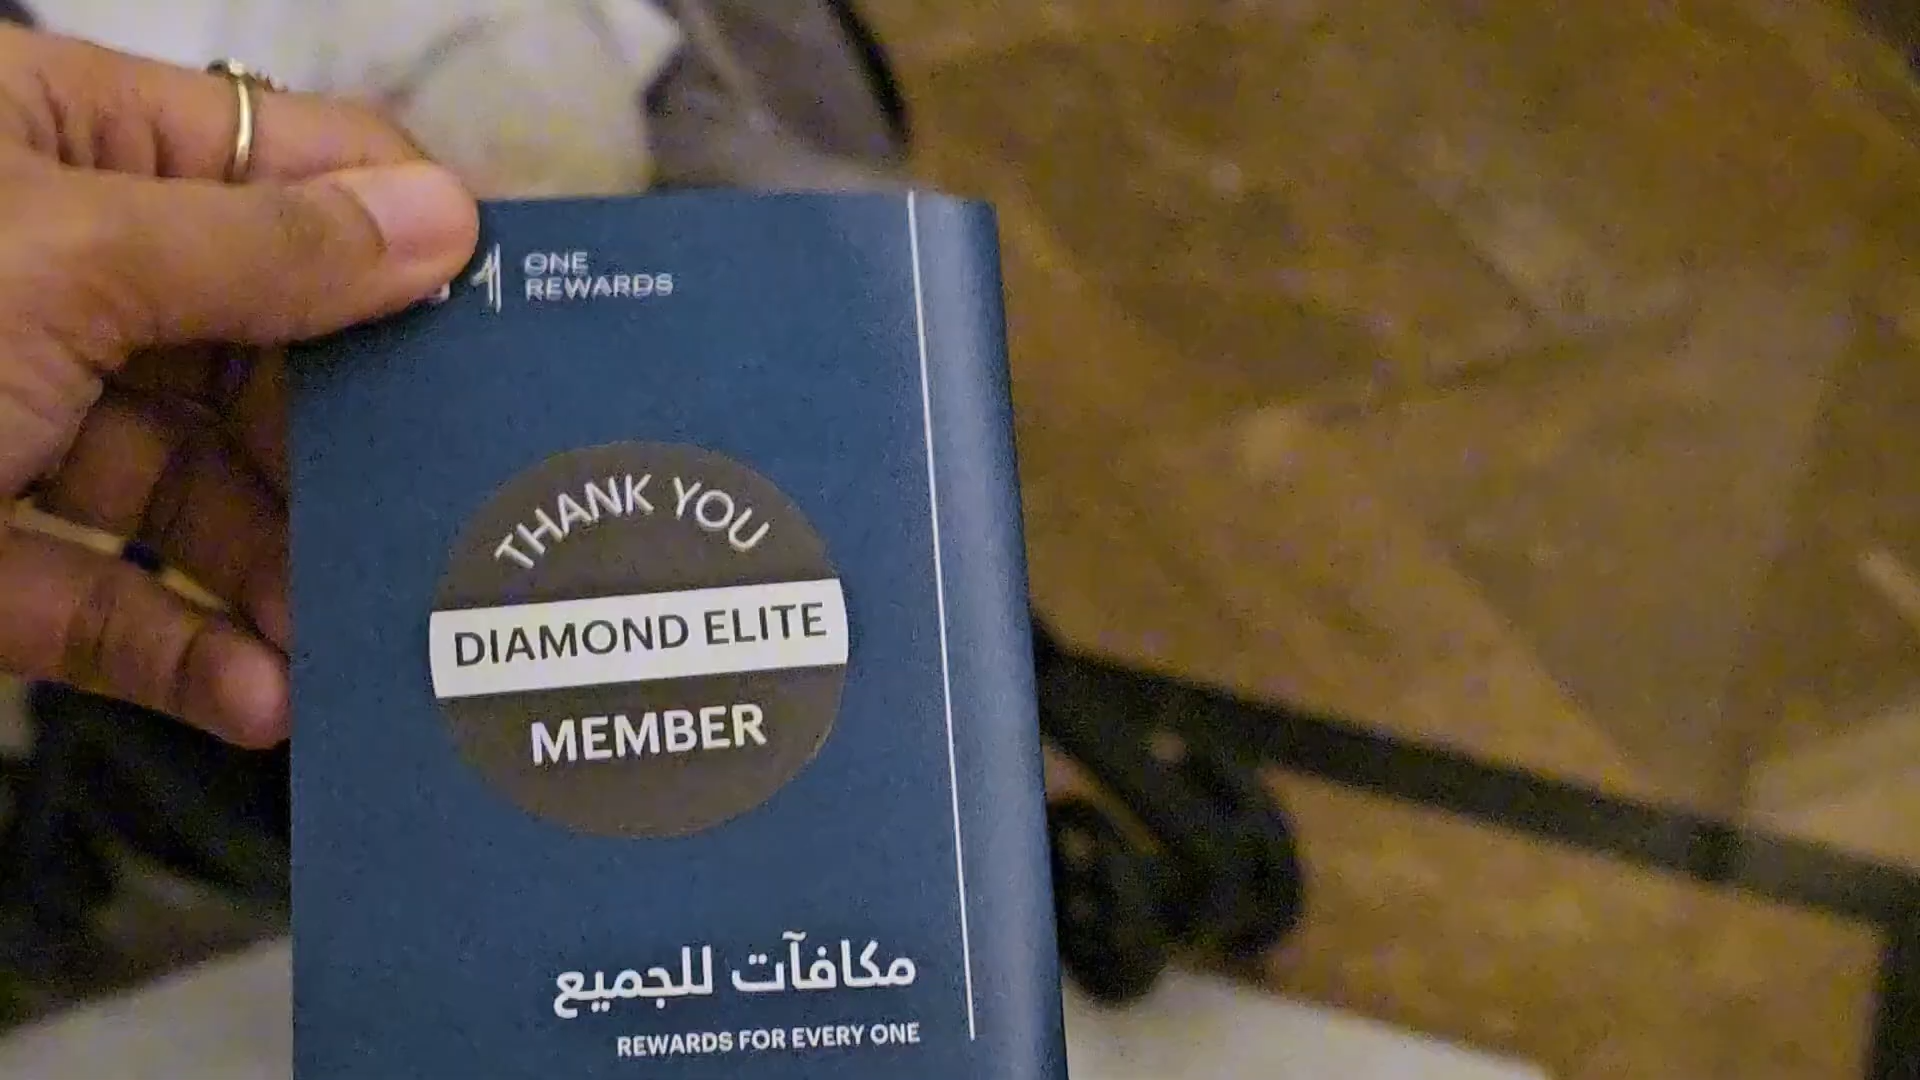 ONE
REWARDS
THANK YOU
DIAMOND ELITE
MEMBER
مكافآت للجميع
REWARDS FOR EVERY ONE